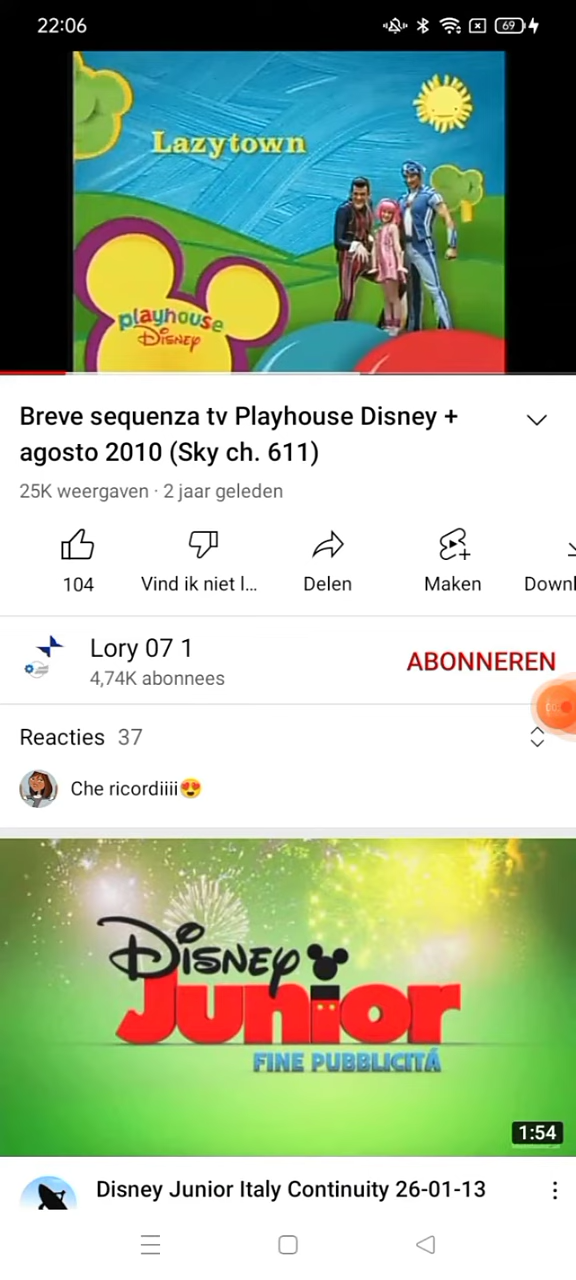 22:06
69
Lazytown
playhouse
Disney
Breve sequenza tv Playhouse Disney +
agosto 2010 (Sky ch. 611)
25K weergaven · 2 jaar geleden
104
Vind ik niet l...
Delen
Maken
Downl
Lory 07 1
4,74K abonnees
ABONNEREN
Reacties 37
Che ricordiiii😍
Disney
Junior
FINE PUBBLICITÁ
1:54
Disney Junior Italy Continuity 26-01-13